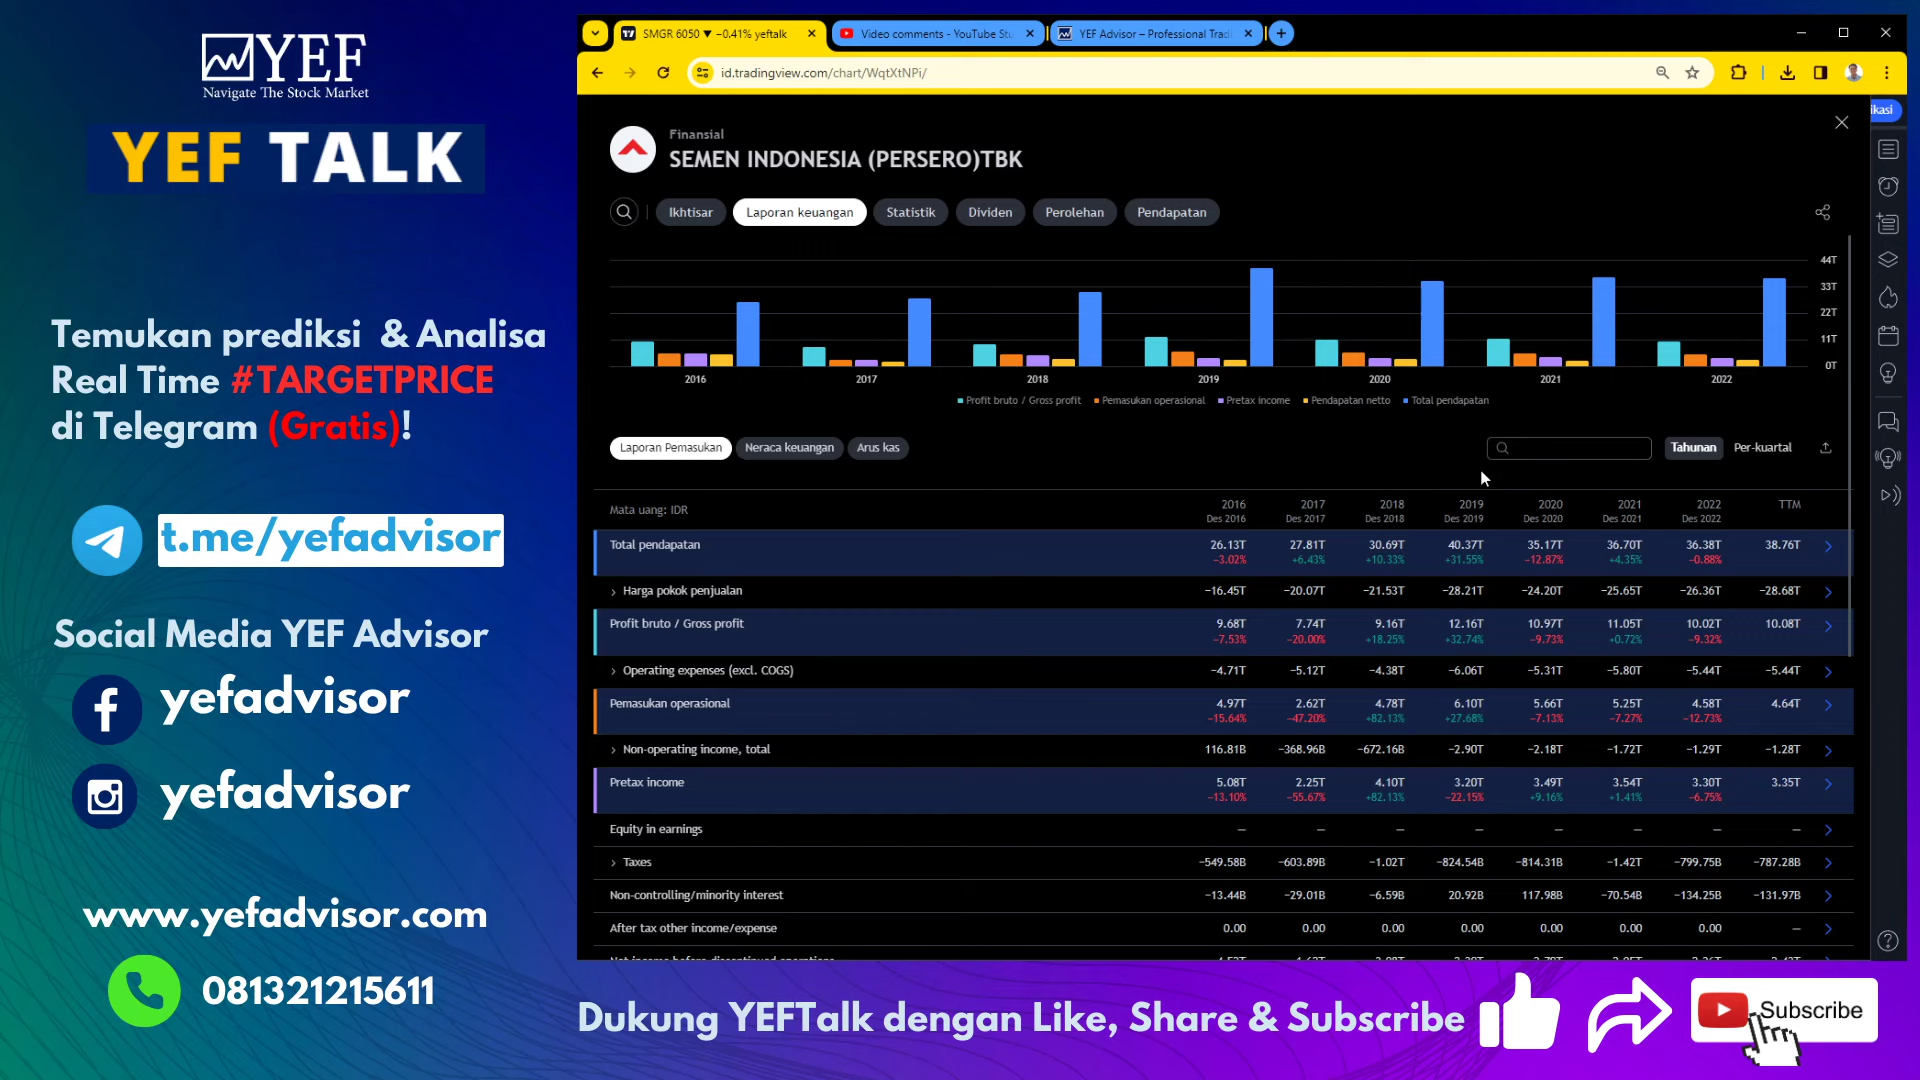 YEF
Navigate The Stock Market
YEF TALK
Temukan prediksi & Analisa
Real Time #TARGETPRICE
di Telegram (Gratis)!
t.me/yefadvisor
Social Media YEF Advisor
yefadvisor
yefadvisor
www.yefadvisor.com
081321215611
SMGR 6050 ▼ −0.41% yeftalk
Video comments - YouTube Stu
YEF Advisor – Professional Tradi
id.tradingview.com/chart/WqtXtNPi/
ikasi
Finansial
SEMEN INDONESIA (PERSERO)TBK
Ikhtisar Laporan keuangan Statistik Dividen Perolehan Pendapatan
44T
33T
22T
11T
0T
2016 2017 2018 2019 2020 2021 2022
Profit bruto / Gross profit Pemasukan operasional Pretax income Pendapatan netto Total pendapatan
Laporan Pemasukan Neraca keuangan Arus kas Tahunan Per-kuartal
Mata uang: IDR 2016 2017 2018 2019 2020 2021 2022 TTM
Des 2016 Des 2017 Des 2018 Des 2019 Des 2020 Des 2021 Des 2022
Total pendapatan 26.13T 27.81T 30.69T 40.37T 35.17T 36.70T 36.38T 38.76T
−3.02% +6.43% +10.33% +31.55% −12.87% +4.35% −0.88%
Harga pokok penjualan −16.45T −20.07T −21.53T −28.21T −24.20T −25.65T −26.36T −28.68T
Profit bruto / Gross profit 9.68T 7.74T 9.16T 12.16T 10.97T 11.05T 10.02T 10.08T
−7.53% −20.00% +18.25% +32.74% −9.73% +0.72% −9.32%
Operating expenses (excl. COGS) −4.71T −5.12T −4.38T −6.06T −5.31T −5.80T −5.44T −5.44T
Pemasukan operasional 4.97T 2.62T 4.78T 6.10T 5.66T 5.25T 4.58T 4.64T
−15.64% −47.20% +82.13% +27.68% −7.13% −7.27% −12.73%
Non-operating income, total 116.81B −368.96B −672.16B −2.90T −2.18T −1.72T −1.29T −1.28T
Pretax income 5.08T 2.25T 4.10T 3.20T 3.49T 3.54T 3.30T 3.35T
−13.10% −55.67% +82.13% −22.15% +9.16% +1.41% −6.75%
Equity in earnings — — — — — — — —
Taxes −549.58B −603.89B −1.02T −824.54B −814.31B −1.42T −799.75B −787.28B
Non-controlling/minority interest −13.44B −29.01B −6.59B 20.92B 117.98B −70.54B −134.25B −131.97B
After tax other income/expense 0.00 0.00 0.00 0.00 0.00 0.00 0.00 —
Dukung YEFTalk dengan Like, Share & Subscribe
Subscribe